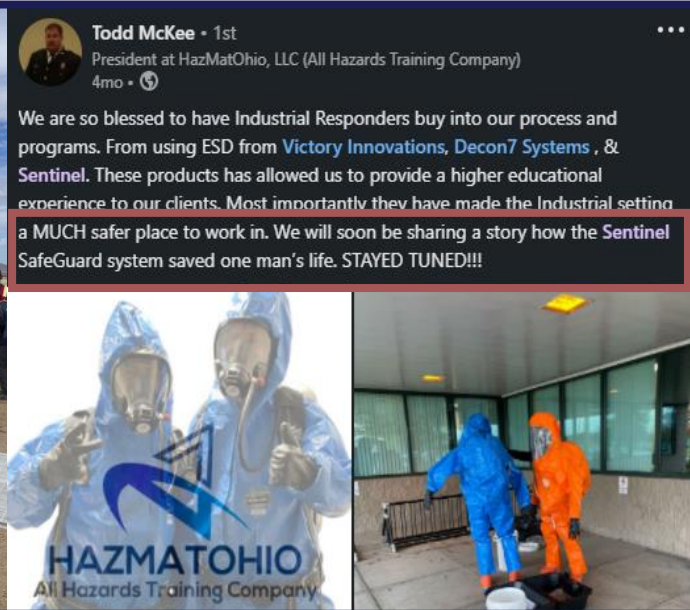 Todd McKee • 1st
President at HazMatOhio, LLC (All Hazards Training Company)
4mo •
We are so blessed to have Industrial Responders buy into our process and
programs. From using ESD from Victory Innovations, Decon7 Systems , &
Sentinel. These products has allowed us to provide a higher educational
experience to our clients. Most importantly they have made the Industrial setting
a MUCH safer place to work in. We will soon be sharing a story how the Sentinel
SafeGuard system saved one man's life. STAYED TUNED!!!
HAZMATOHIO
All Hazards Training Company